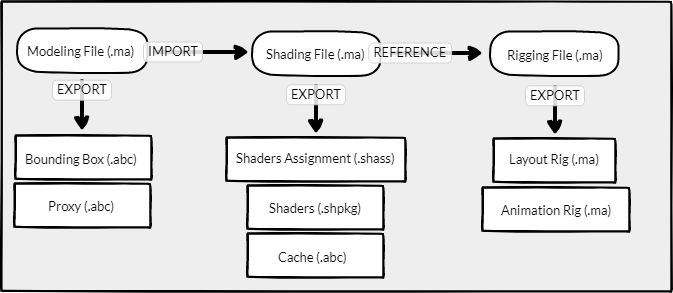 Modeling File (.ma)
IMPORT
Shading File (.ma)
REFERENCE
Rigging File (.ma)
EXPORT
EXPORT
EXPORT
Bounding Box (.abc)
Proxy (.abc)
Shaders Assignment (.shass)
Shaders (.shpkg)
Cache (.abc)
Layout Rig (.ma)
Animation Rig (.ma)